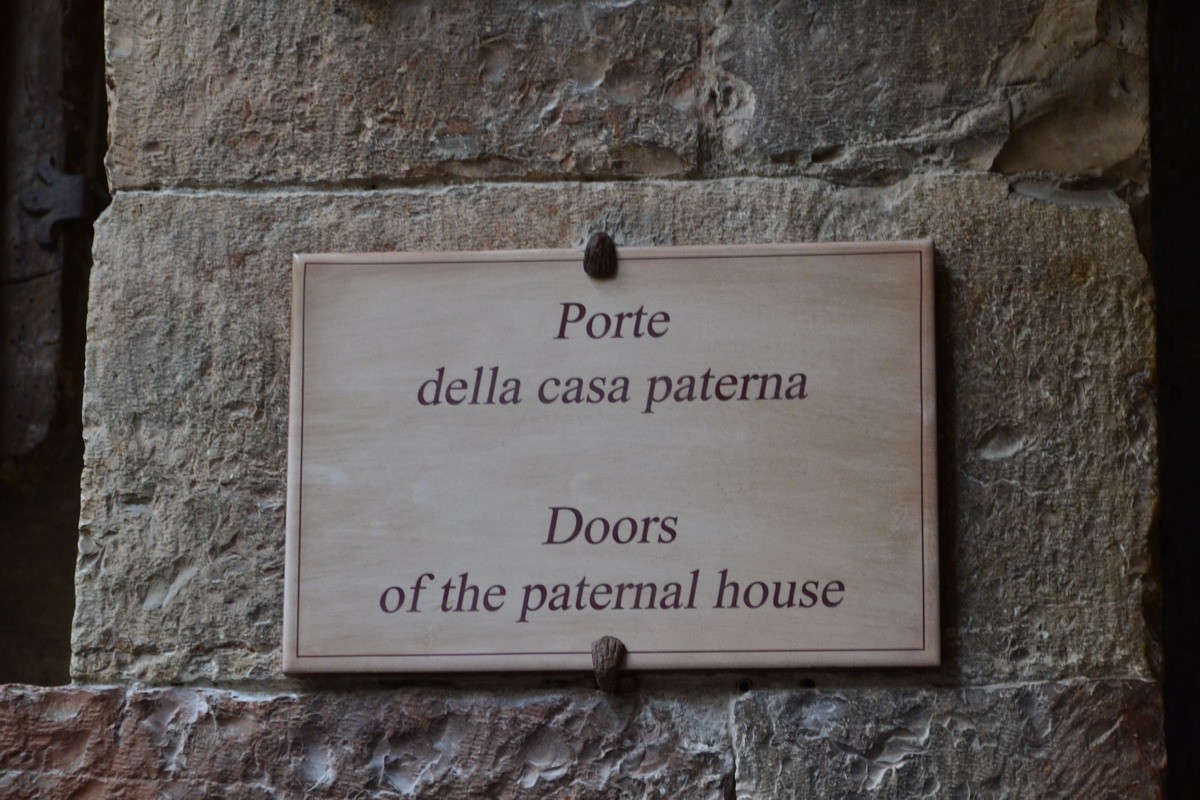 Porte
della casa paterna
Doors
of the paternal house